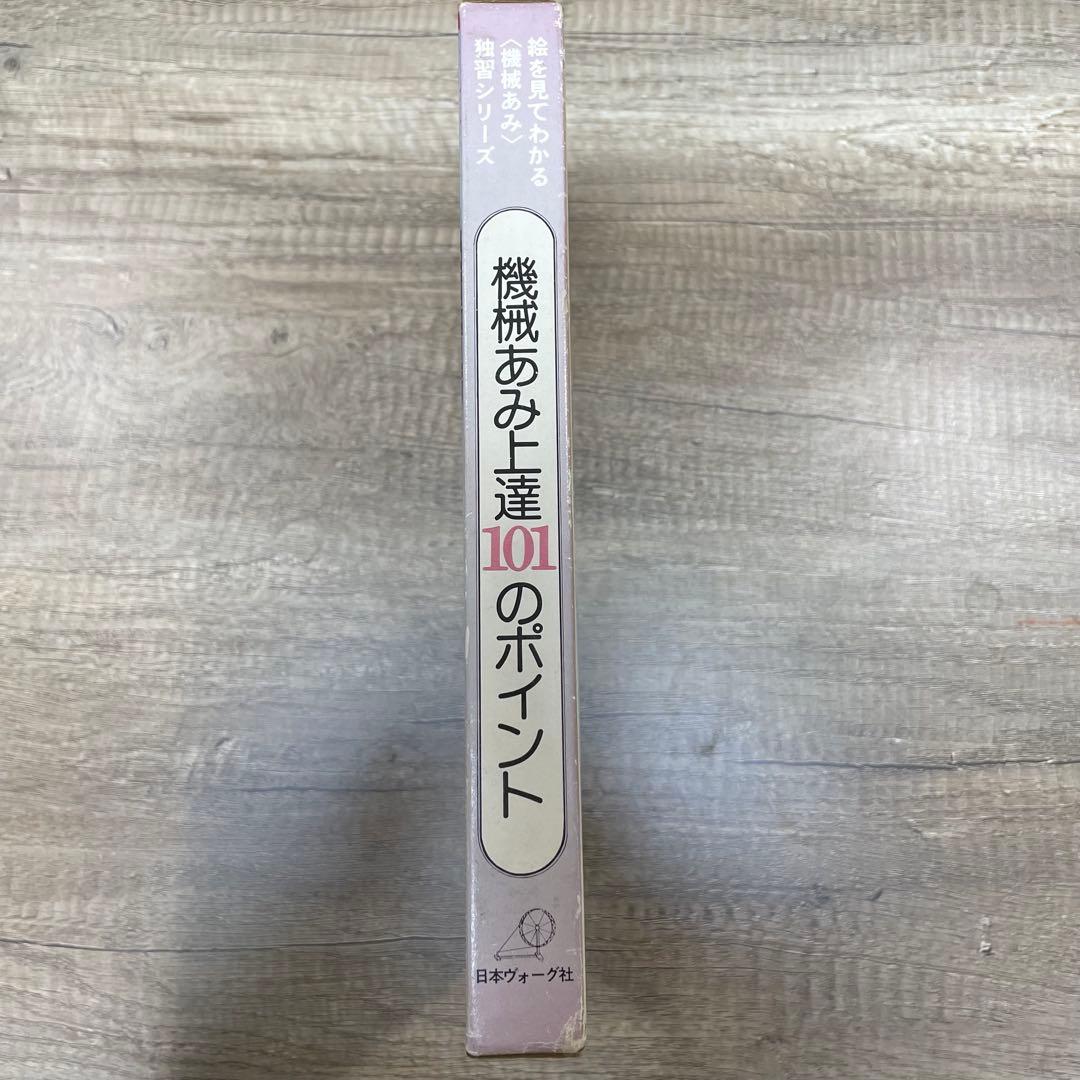 絵を見てわかる
〈機械あみ〉
独習シリーズ
機械あみ上達101のポイント
日本ヴォーグ社